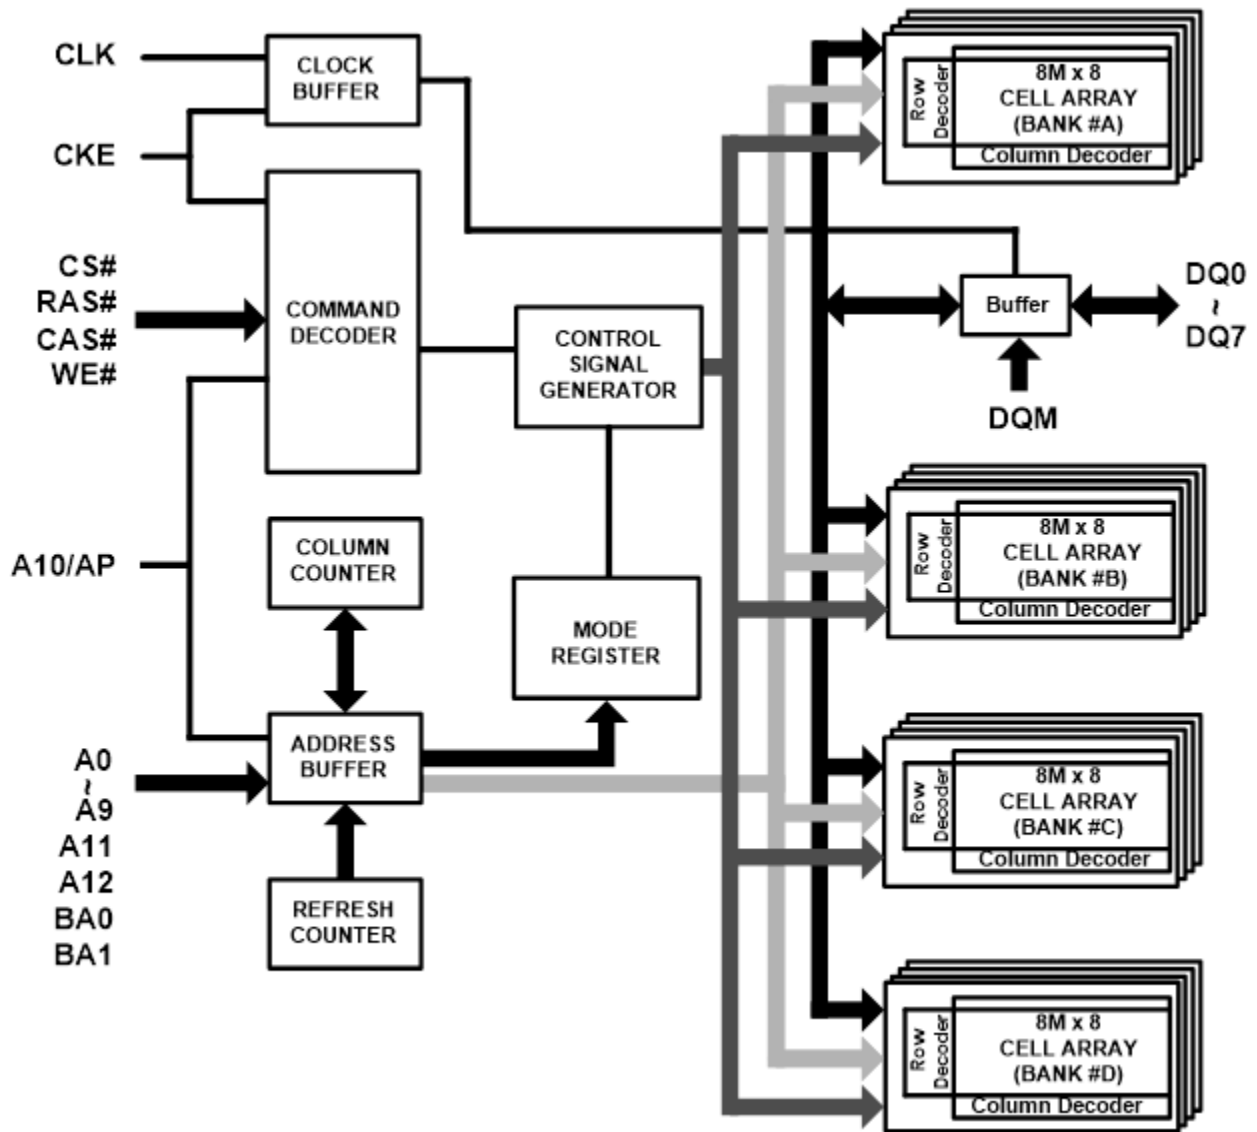 CLK
CKE
CS#
RAS#
CAS#
WE#
A10/AP
A0
~
A9
A11
A12
BA0
BA1
CLOCK
BUFFER
COMMAND
DECODER
COLUMN
COUNTER
ADDRESS
BUFFER
REFRESH
COUNTER
CONTROL
SIGNAL
GENERATOR
MODE
REGISTER
Row
Decoder
8M x 8
CELL ARRAY
(BANK #A)
Column Decoder
Buffer
DQ0
~
DQ7
DQM
Row
Decoder
8M x 8
CELL ARRAY
(BANK #B)
Column Decoder
Row
Decoder
8M x 8
CELL ARRAY
(BANK #C)
Column Decoder
Row
Decoder
8M x 8
CELL ARRAY
(BANK #D)
Column Decoder